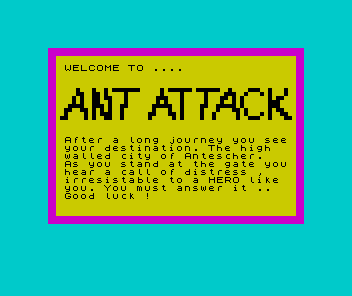 WELCOME TO ....
ANT ATTACK
After a long journey you see
your destination. The high
walled city of Antescher.
As you stand at the gate you
hear a call of distress ,
irresistable to a HERO like
you. You must answer it ..
Good luck !